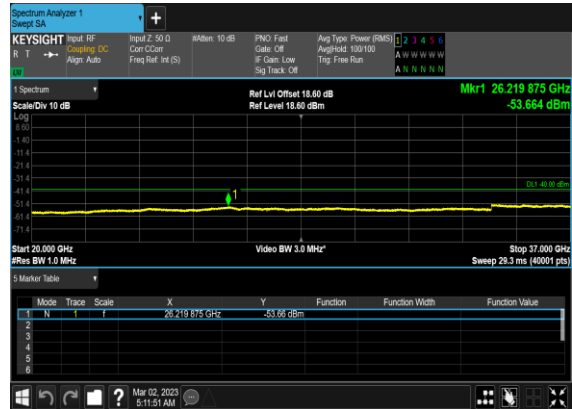 Spectrum Analyzer 1
Swept SA
+
KEYSIGHT Input: RF Input Z: 50 Ω #Atten: 10 dB PNO: Fast Avg Type: Power (RMS) 1 2 3 4 5 6
R T Coupling: DC Corr CCorr Gate: Off Avg|Hold: 100/100 A W W W W W
Align: Auto Freq Ref: Int (S) IF Gain: Low Trig: Free Run A N N N N N
Sig Track: Off
1 Spectrum Ref Lvl Offset 18.60 dB Mkr1 26.219 875 GHz
Scale/Div 10 dB Ref Level 18.60 dBm -53.664 dBm
Log
8.60
-1.40
-11.4
-21.4
-31.4
-41.4 DL1 -40.00 dBm
-51.4 1
-61.4
-71.4
Start 20.000 GHz Video BW 3.0 MHz* Stop 37.000 GHz
#Res BW 1.0 MHz Sweep 29.3 ms (40001 pts)
5 Marker Table
Mode Trace Scale X Y Function Function Width Function Value
1 N 1 f 26.219 875 GHz -53.66 dBm
2
3
4
5
6
? Mar 02, 2023
5:11:51 AM